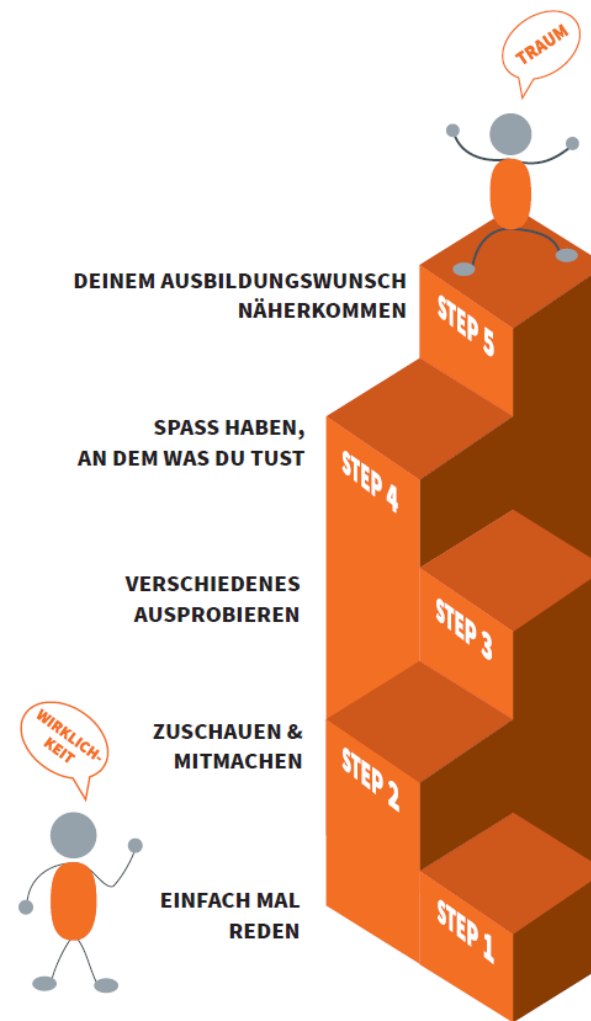 TRAUM
DEINEM AUSBILDUNGSWUNSCH
NÄHERKOMMEN
STEP 5
SPASS HABEN,
AN DEM WAS DU TUST
STEP 4
VERSCHIEDENES
AUSPROBIEREN
STEP 3
WIRKLICH-
KEIT
ZUSCHAUEN &
MITMACHEN
STEP 2
EINFACH MAL
REDEN
STEP 1